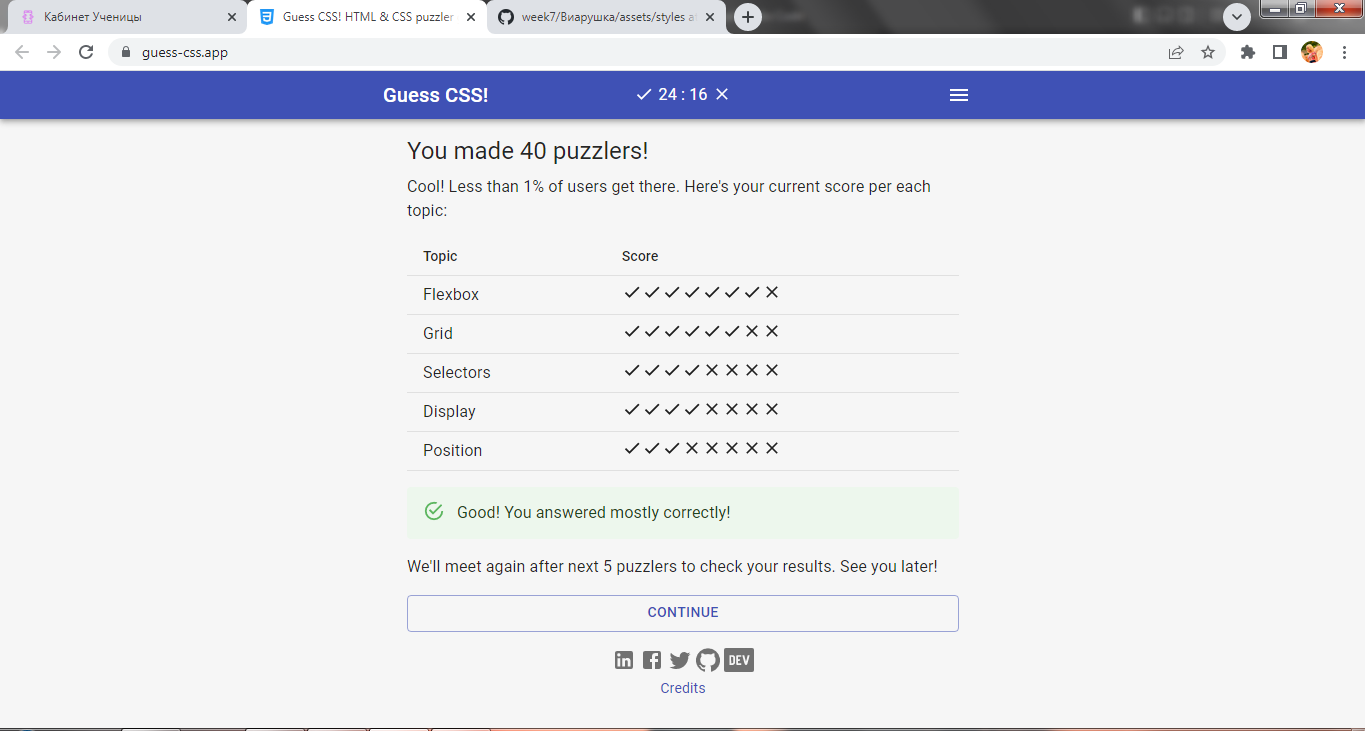 Кабинет Ученицы
Guess CSS! HTML & CSS puzzler
week7/Виарушка/assets/styles at
guess-css.app
Guess CSS! 24 : 16
You made 40 puzzlers!
Cool! Less than 1% of users get there. Here's your current score per each
topic:
Topic Score
Flexbox
Grid
Selectors
Display
Position
Good! You answered mostly correctly!
We'll meet again after next 5 puzzlers to check your results. See you later!
CONTINUE
DEV
Credits